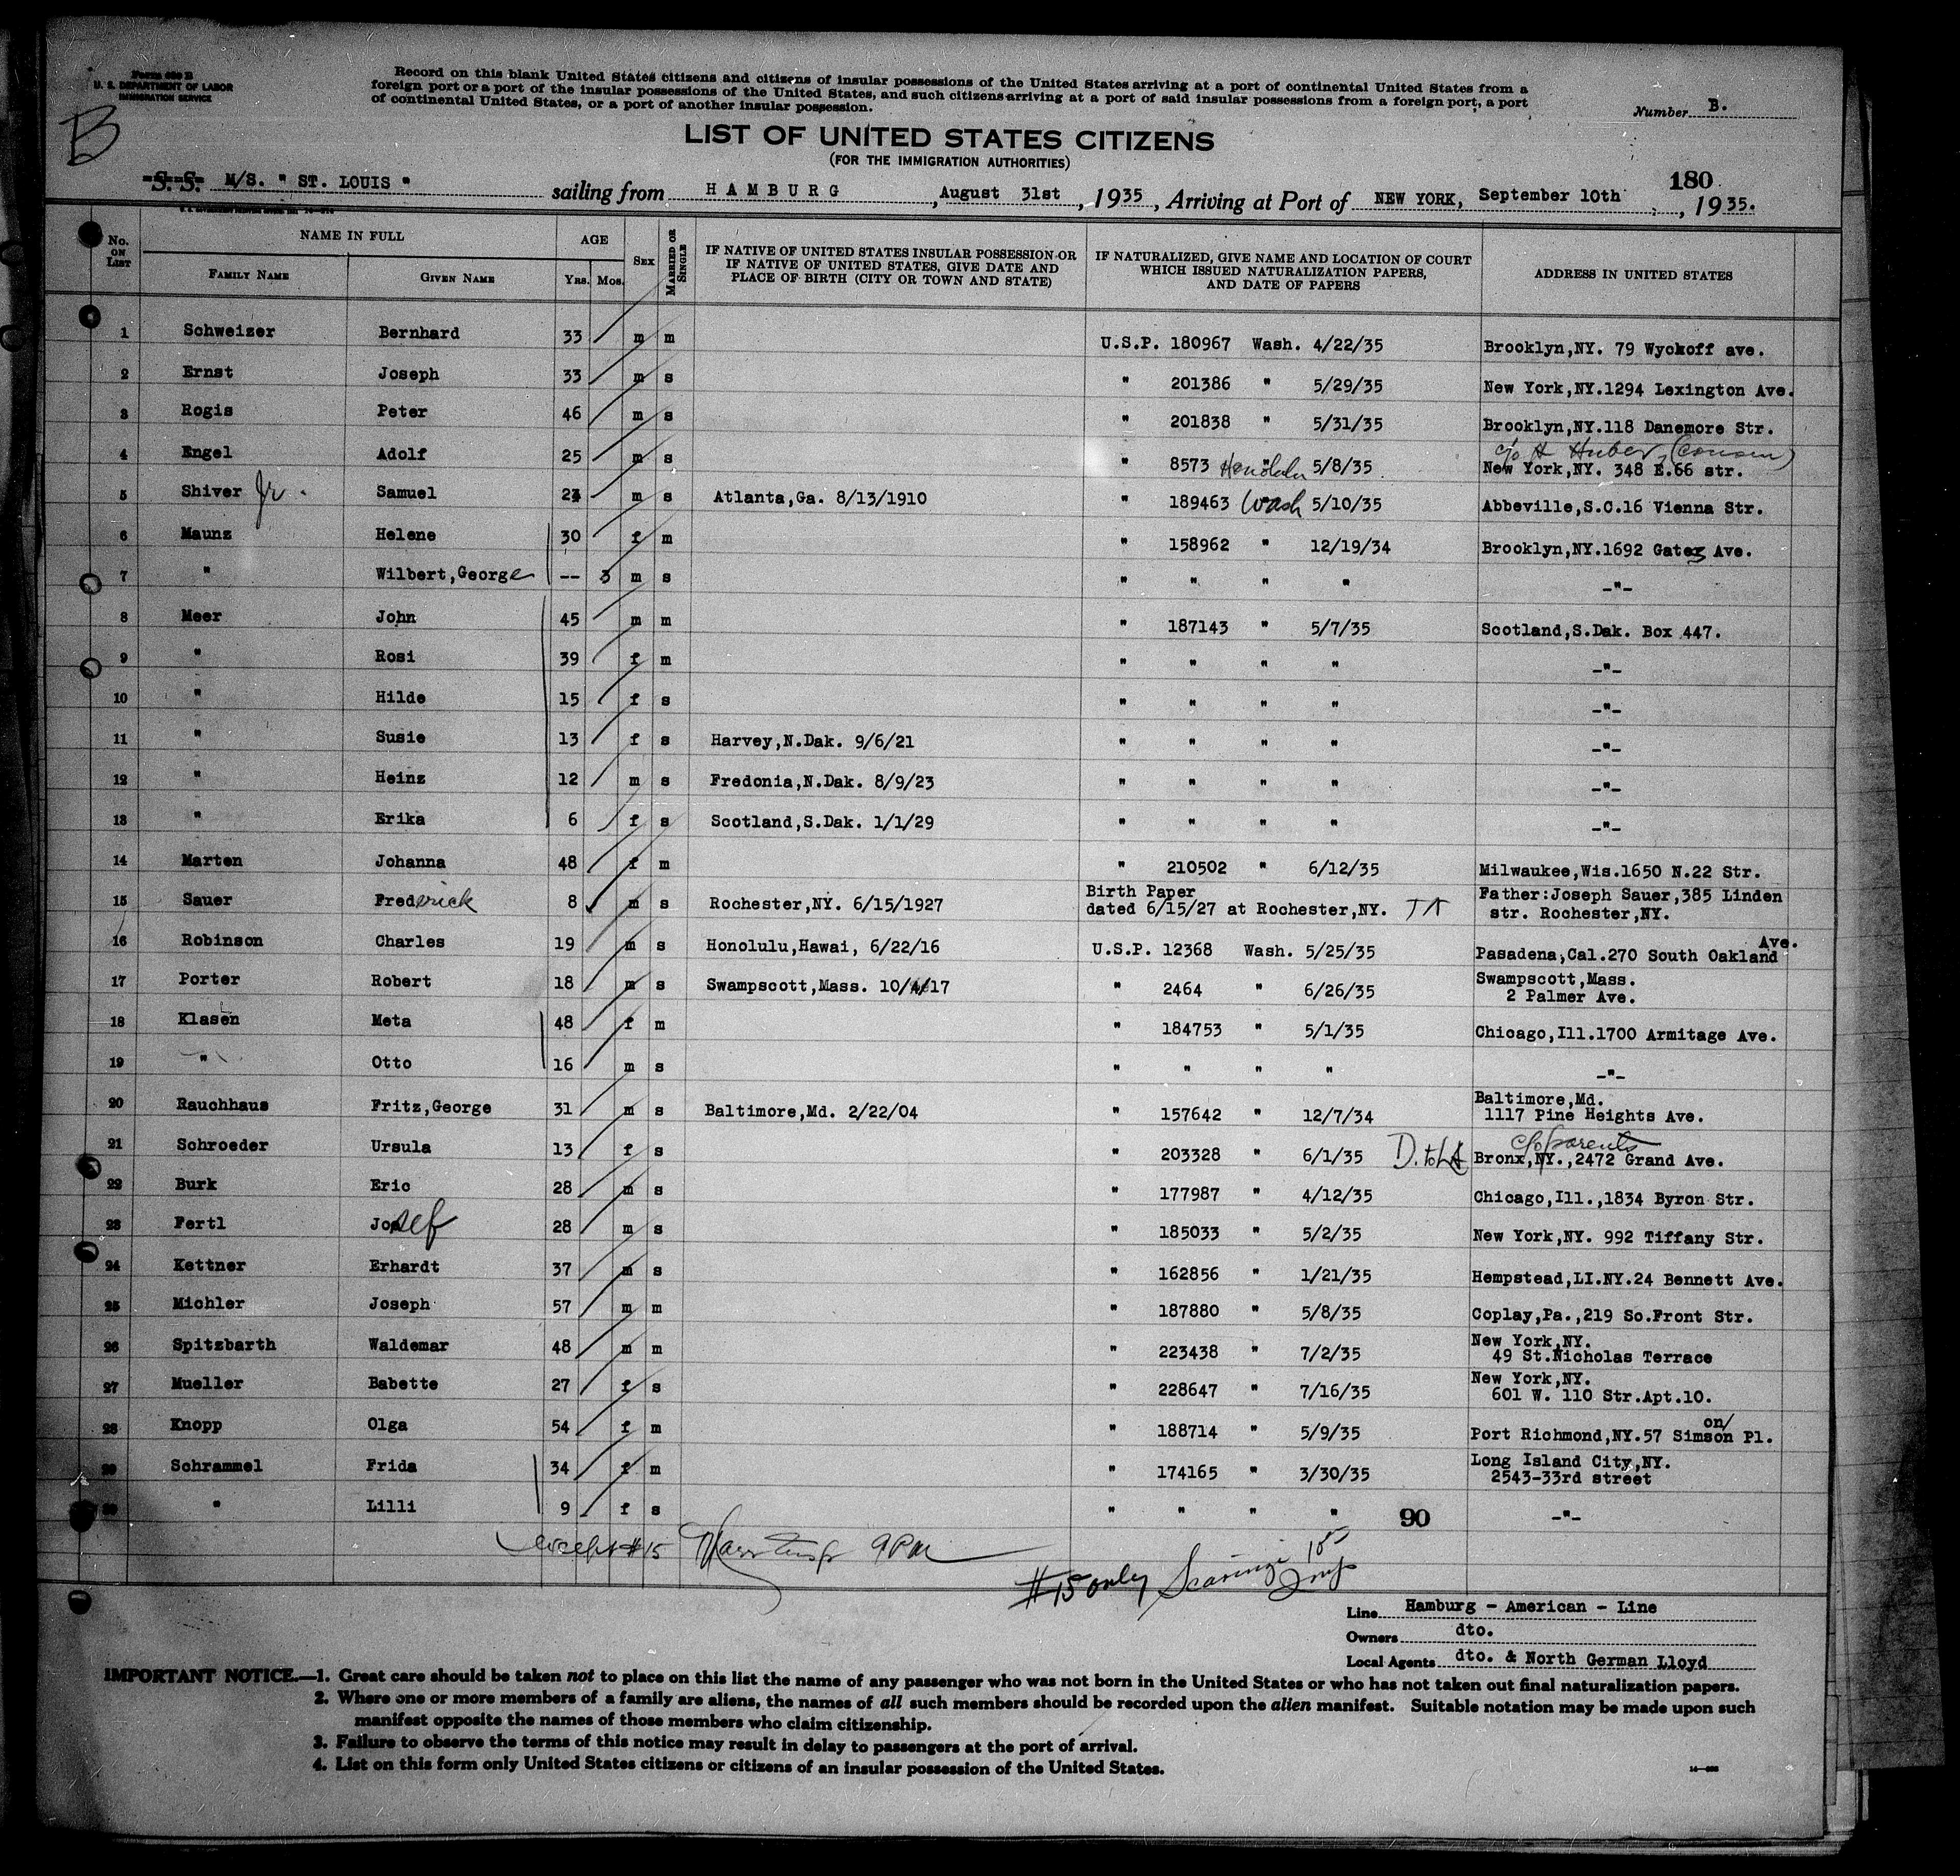 Form 630 B
U. S. DEPARTMENT OF LABOR
IMMIGRATION SERVICE
Record on this blank United States citizens and citizens of insular possessions of the United States arriving at a port of continental United States from a
foreign port or a port of the insular possessions of the United States, and such citizens arriving at a port of said insular possessions from a foreign port, a port
of continental United States, or a port of another insular possession.
Number B.
B
LIST OF UNITED STATES CITIZENS
(FOR THE IMMIGRATION AUTHORITIES)
180
S. S. M/S. " ST. LOUIS " sailing from HAMBURG, August 31st, 1935, Arriving at Port of NEW YORK, September 10th, 1935.
No. on List NAME IN FULL AGE Sex Married or Single IF NATIVE OF UNITED STATES INSULAR POSSESSION OR IF NATIVE OF UNITED STATES, GIVE DATE AND PLACE OF BIRTH (CITY OR TOWN AND STATE) IF NATURALIZED, GIVE NAME AND LOCATION OF COURT WHICH ISSUED NATURALIZATION PAPERS, AND DATE OF PAPERS ADDRESS IN UNITED STATES
Family Name Given Name Yrs. Mos.
1 Schweizer Bernhard 33 m m U.S.P. 180967 Wash. 4/22/35 Brooklyn,NY. 79 Wyckoff ave.
2 Ernst Joseph 33 m s " 201386 " 5/29/35 New York,NY.1294 Lexington Ave.
3 Rogis Peter 46 m s " 201838 " 5/31/35 Brooklyn,NY.118 Danemore Str.
c/o H Huber, (cousin)
4 Engel Adolf 25 m s " 8573 Honolulu " 5/8/35 New York,NY. 348 E.66 str.
5 Shiver Jr. Samuel 24 m s Atlanta,Ga. 8/13/1910 " 189463 Wash 5/10/35 Abbeville,S.C.16 Vienna Str.
6 Maunz Helene 30 f m " 158962 " 12/19/34 Brooklyn,NY.1692 Gates Ave.
7 " Wilbert,George -- 3 m s " " " " -"-
8 Meer John 45 m m " 187143 " 5/7/35 Scotland,S.Dak. Box 447.
9 " Rosi 39 f m " " " " -"-
10 " Hilde 15 f s " " " " -"-
11 " Susie 13 f s Harvey,N.Dak. 9/6/21 " " " " -"-
12 " Heinz 12 m s Fredonia,N.Dak. 8/9/23 " " " " -"-
13 " Erika 6 f s Scotland,S.Dak. 1/1/29 " " " " -"-
14 Marten Johanna 48 f m " 210502 " 6/12/35 Milwaukee,Wis.1650 N.22 Str.
15 Sauer Frederick 8 m s Rochester,NY. 6/15/1927 Birth Paper dated 6/15/27 at Rochester,NY. Father:Joseph Sauer,385 Linden str. Rochester,NY.
16 Robinson Charles 19 m s Honolulu,Hawai, 6/22/16 U.S.P. 12368 Wash. 5/25/35 Pasadena,Cal.270 South Oakland Ave.
17 Porter Robert 18 m s Swampscott,Mass. 10/4/17 " 2464 " 6/26/35 Swampscott,Mass. 2 Palmer Ave.
18 Klasen Meta 48 f m " 184753 " 5/1/35 Chicago,Ill.1700 Armitage Ave.
19 " Otto 16 m s " " " " -"-
20 Rauchhaus Fritz,George 31 m s Baltimore,Md. 2/22/04 " 157642 " 12/7/34 Baltimore,Md. 1117 Pine Heights Ave.
c/o parents
21 Schroeder Ursula 13 f s " 203328 " 6/1/35 Bronx,NY.,2472 Grand Ave.
22 Burk Eric 28 m s " 177987 " 4/12/35 Chicago,Ill.,1834 Byron Str.
23 Fertl Josef 28 m s " 185033 " 5/2/35 New York,NY. 992 Tiffany Str.
24 Kettner Erhardt 37 m s " 162856 " 1/21/35 Hempstead,LI.NY.24 Bennett Ave.
25 Michler Joseph 57 m m " 187880 " 5/8/35 Coplay,Pa.,219 So.Front Str.
26 Spitzbarth Waldemar 48 m m " 223438 " 7/2/35 New York,NY. 49 St.Nicholas Terrace
27 Mueller Babette 27 f s " 228647 " 7/16/35 New York,NY. 601 W. 110 Str.Apt.10.
28 Knopp Olga 54 f m " 188714 " 5/9/35 Port Richmond,NY.57 Simson Pl. on/
29 Schrammel Frida 34 f m " 174165 " 3/30/35 Long Island City,NY. 2543-33rd street
30 " Lilli 9 f s " " " " 90 -"-
except #15 9 PM
#15 only
Line Hamburg - American - Line
Owners dto.
Local Agents dto. & North German Lloyd
IMPORTANT NOTICE.—1. Great care should be taken not to place on this list the name of any passenger who was not born in the United States or who has not taken out final naturalization papers.
2. Where one or more members of a family are aliens, the names of all such members should be recorded upon the alien manifest. Suitable notation may be made upon such
manifest opposite the names of those members who claim citizenship.
3. Failure to observe the terms of this notice may result in delay to passengers at the port of arrival.
4. List on this form only United States citizens or citizens of an insular possession of the United States.